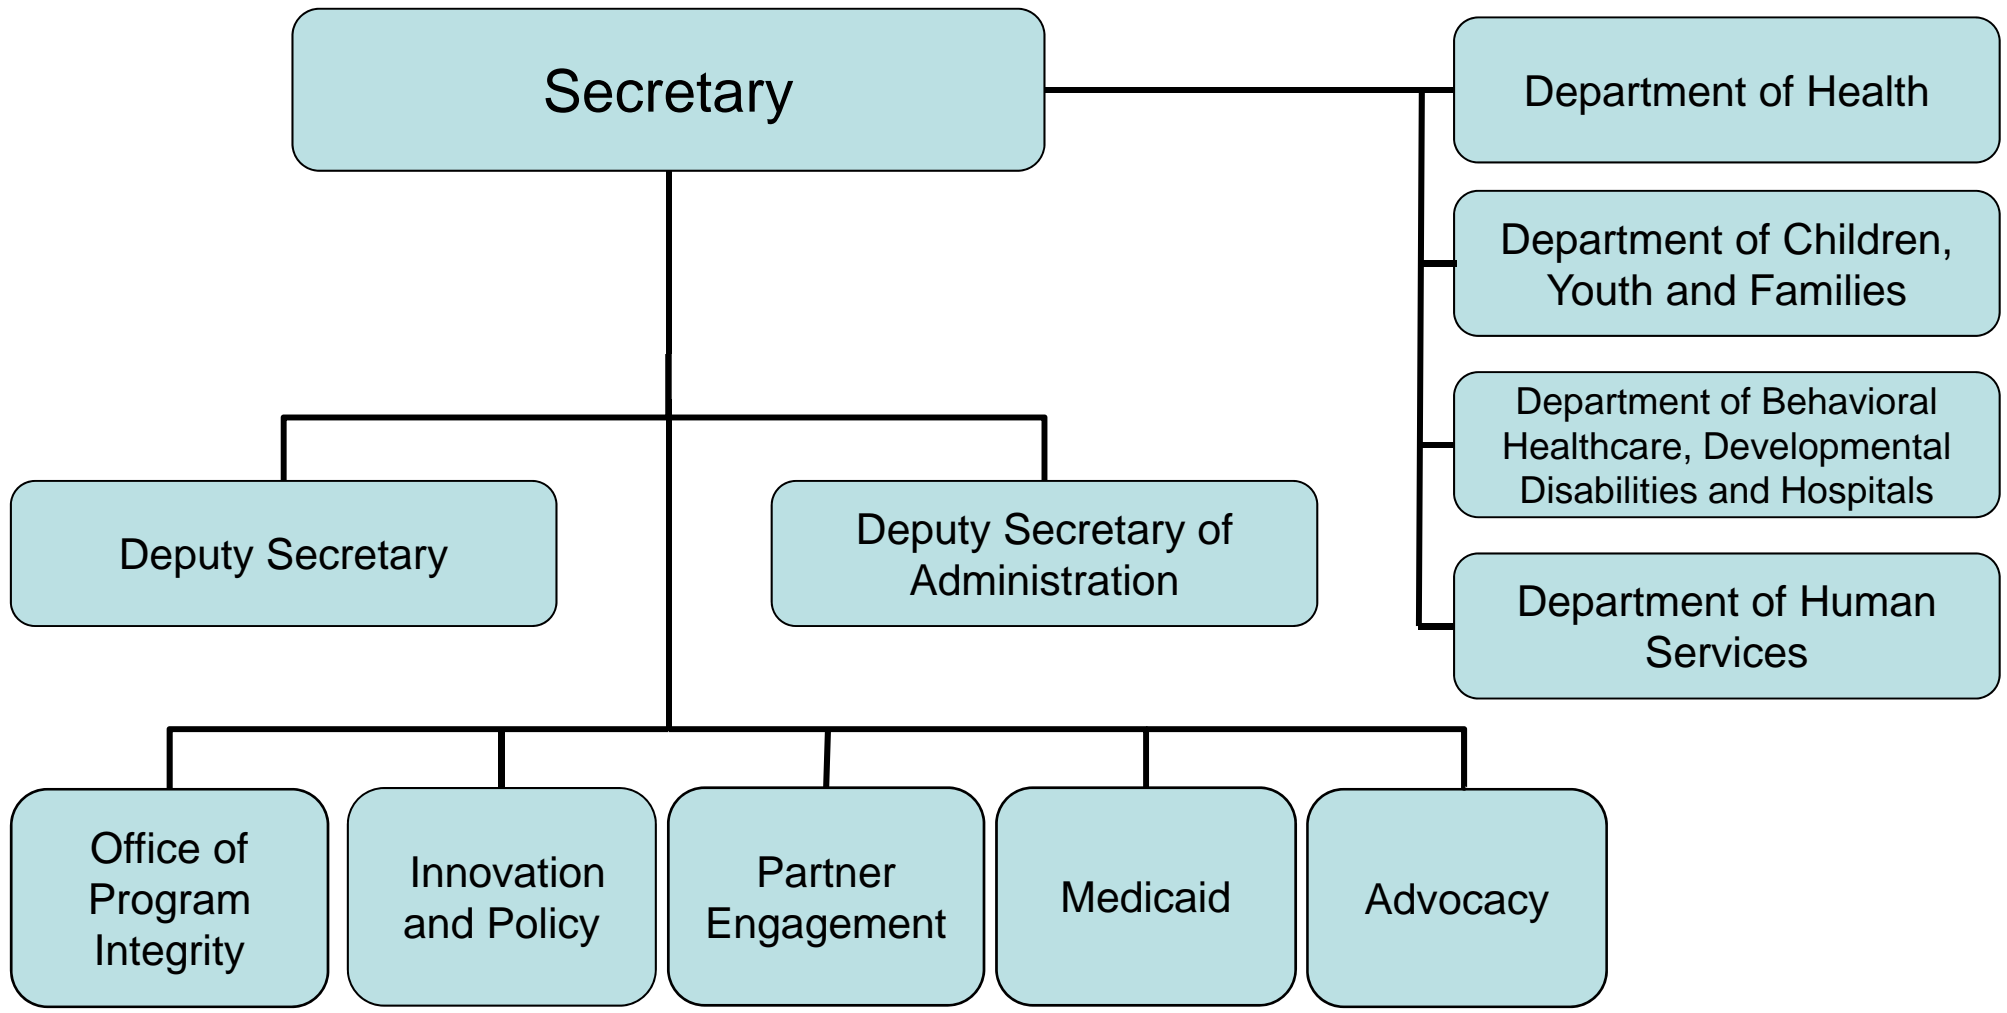 Secretary
Department of Health
Department of Children,
Youth and Families
Department of Behavioral
Healthcare, Developmental
Disabilities and Hospitals
Department of Human
Services
Deputy Secretary
Deputy Secretary of
Administration
Office of
Program
Integrity
Innovation
and Policy
Partner
Engagement
Medicaid
Advocacy